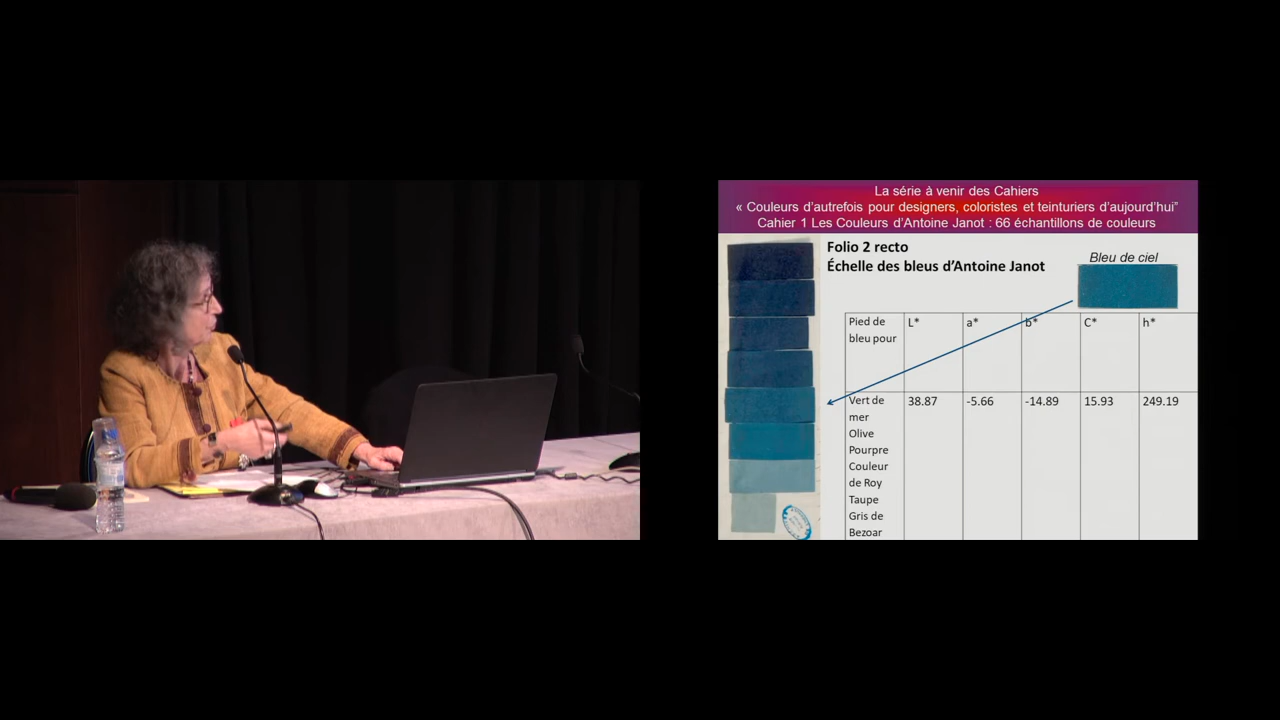 La série à venir des Cahiers
« Couleurs d'autrefois pour designers, coloristes et teinturiers d'aujourd'hui"
Cahier 1 Les Couleurs d'Antoine Janot : 66 échantillons de couleurs
Folio 2 recto
Échelle des bleus d'Antoine Janot
Bleu de ciel
Pied de bleu pour L* a* b* C* h*
Vert de mer 38.87 -5.66 -14.89 15.93 249.19
Olive
Pourpre
Couleur
de Roy
Taupe
Gris de
Bezoar